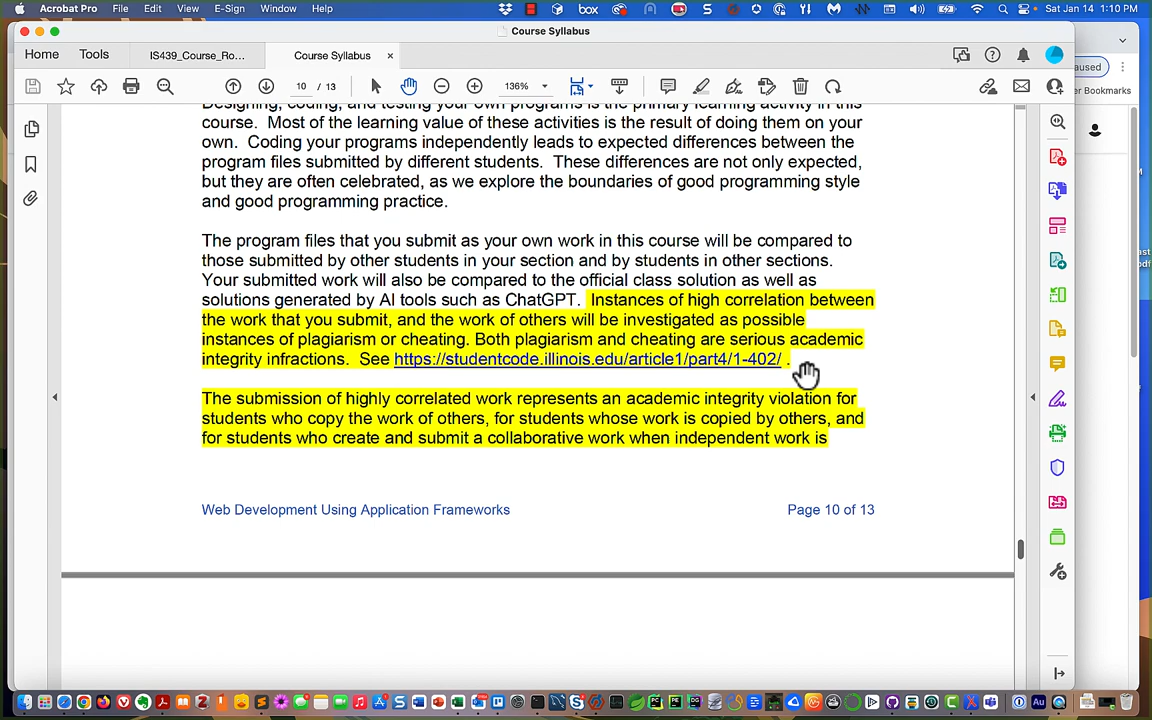 Acrobat Pro File Edit View E-Sign Window Help
box
Sat Jan 14 1:10 PM
Course Syllabus
Home Tools IS439_Course_Ro... Course Syllabus
10 / 13
136%
aused
er Bookmarks
Designing, coding, and testing your own programs is the primary learning activity in this
course. Most of the learning value of these activities is the result of doing them on your
own. Coding your programs independently leads to expected differences between the
program files submitted by different students. These differences are not only expected,
but they are often celebrated, as we explore the boundaries of good programming style
and good programming practice.
The program files that you submit as your own work in this course will be compared to
those submitted by other students in your section and by students in other sections.
Your submitted work will also be compared to the official class solution as well as
solutions generated by AI tools such as ChatGPT. Instances of high correlation between
the work that you submit, and the work of others will be investigated as possible
instances of plagiarism or cheating. Both plagiarism and cheating are serious academic
integrity infractions. See https://studentcode.illinois.edu/article1/part4/1-402/ .
The submission of highly correlated work represents an academic integrity violation for
students who copy the work of others, for students whose work is copied by others, and
for students who create and submit a collaborative work when independent work is
Web Development Using Application Frameworks Page 10 of 13